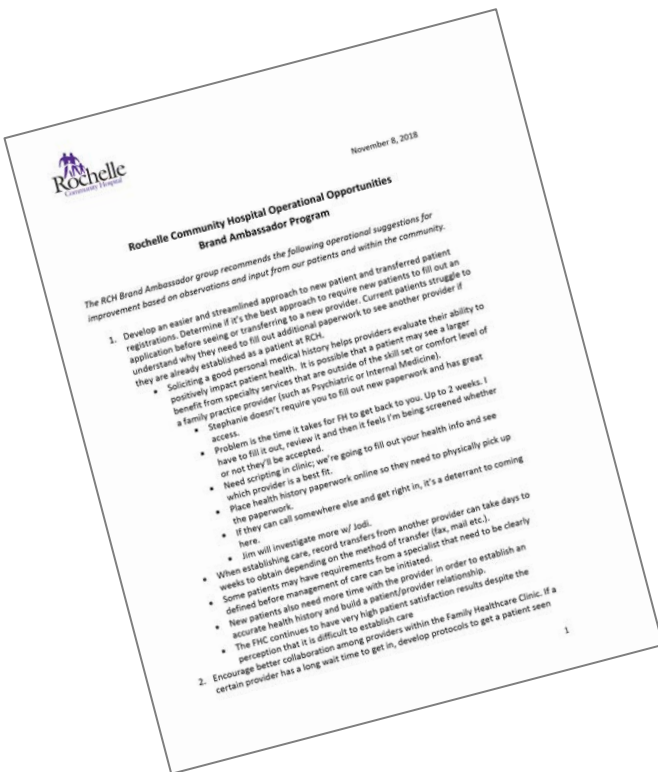 Rochelle
Community Hospital
November 8, 2018
Rochelle Community Hospital Operational Opportunities
Brand Ambassador Program
The RCH Brand Ambassador group recommends the following operational suggestions for
improvement based on observations and input from our patients and within the community.
1. Develop an easier and streamlined approach to new patient and transferred patient
registrations. Determine if it's the best approach to require new patients to fill out an
application before seeing or transferring to a new provider. Current patients struggle to
understand why they need to fill out additional paperwork to see another provider if
they are already established as a patient at RCH.
• Soliciting a good personal medical history helps providers evaluate their ability to
positively impact patient health. It is possible that a patient may see a larger
benefit from specialty services that are outside of the skill set or comfort level of
a family practice provider (such as Psychiatric or Internal Medicine).
• Stephanie doesn't require you to fill out new paperwork and has great
access.
• Problem is the time it takes for FH to get back to you. Up to 2 weeks. I
have to fill it out, review it and then it feels I'm being screened whether
or not they'll be accepted.
• Need scripting in clinic; we're going to fill out your health info and see
which provider is a best fit.
• Place health history paperwork online so they need to physically pick up
the paperwork.
• If they can call somewhere else and get right in, it's a deterrant to coming
here.
• Jim will investigate more w/ Jodi.
• When establishing care, record transfers from another provider can take days to
weeks to obtain depending on the method of transfer (fax, mail etc.).
• Some patients may have requirements from a specialist that need to be clearly
defined before management of care can be initiated.
• New patients also need more time with the provider in order to establish an
accurate health history and build a patient/provider relationship.
• The FHC continues to have very high patient satisfaction results despite the
perception that it is difficult to establish care
2. Encourage better collaboration among providers within the Family Healthcare Clinic. If a
certain provider has a long wait time to get in, develop protocols to get a patient seen
1